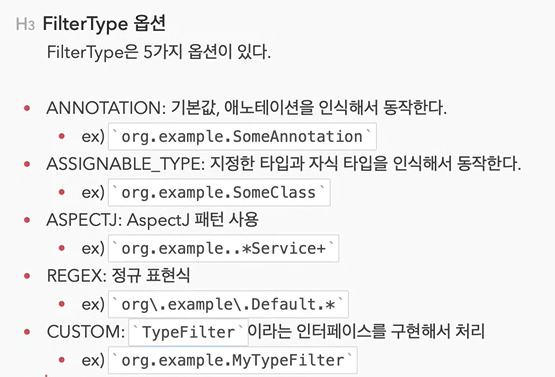 H3 FilterType 옵션
FilterType은 5가지 옵션이 있다.
• ANNOTATION: 기본값, 애노테이션을 인식해서 동작한다.
• ex) `org.example.SomeAnnotation`
• ASSIGNABLE_TYPE: 지정한 타입과 자식 타입을 인식해서 동작한다.
• ex) `org.example.SomeClass`
• ASPECTJ: AspectJ 패턴 사용
• ex) `org.example..*Service+`
• REGEX: 정규 표현식
• ex) `org\.example\.Default.*`
• CUSTOM: `TypeFilter`이라는 인터페이스를 구현해서 처리
• ex) `org.example.MyTypeFilter`